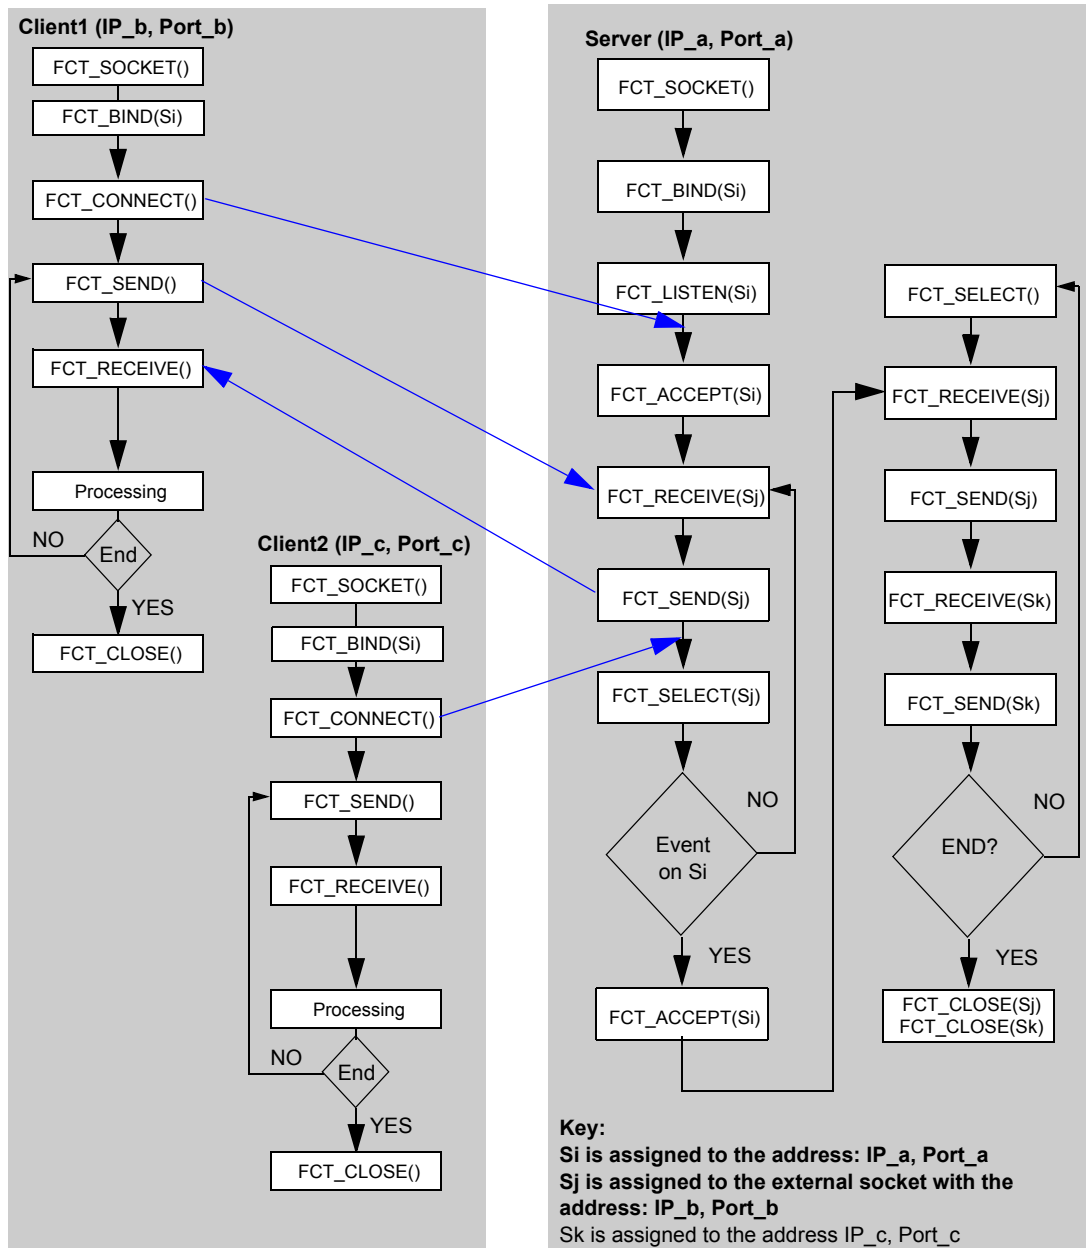 Client1 (IP_b, Port_b)
FCT_SOCKET()
FCT_BIND(Si)
FCT_CONNECT()
FCT_SEND()
FCT_RECEIVE()
Processing
NO
End
YES
FCT_CLOSE()
Client2 (IP_c, Port_c)
FCT_SOCKET()
FCT_BIND(Si)
FCT_CONNECT()
FCT_SEND()
FCT_RECEIVE()
Processing
NO
End
YES
FCT_CLOSE()
Server (IP_a, Port_a)
FCT_SOCKET()
FCT_BIND(Si)
FCT_LISTEN(Si)
FCT_ACCEPT(Si)
FCT_RECEIVE(Sj)
FCT_SEND(Sj)
FCT_SELECT(Sj)
NO
Event
on Si
YES
FCT_ACCEPT(Si)
FCT_SELECT()
FCT_RECEIVE(Sj)
FCT_SEND(Sj)
FCT_RECEIVE(Sk)
FCT_SEND(Sk)
NO
END?
YES
FCT_CLOSE(Sj)
FCT_CLOSE(Sk)
Key:
Si is assigned to the address: IP_a, Port_a
Sj is assigned to the external socket with the
address: IP_b, Port_b
Sk is assigned to the address IP_c, Port_c